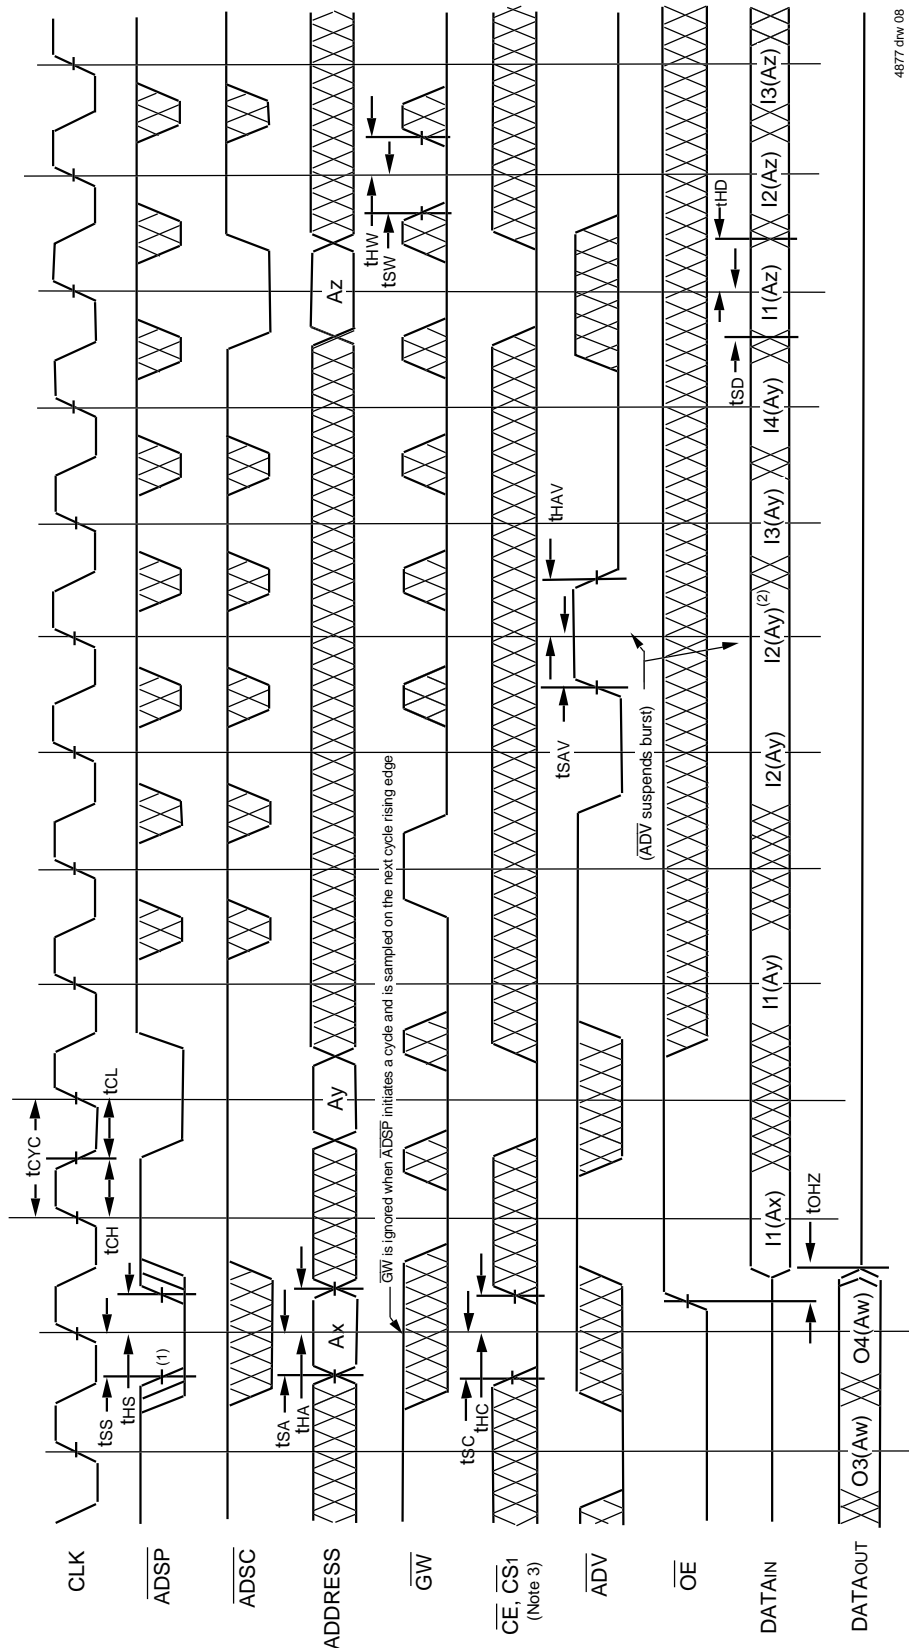 CLK
tCYC
tCH
tCL
ADSP
tSS
tHS
(1)
ADSC
ADDRESS
tSA
tHA
Ax
Ay
Az
GW
GW is ignored when ADSP initiates a cycle and is sampled on the next cycle rising edge
tHW
tSW
CE, CS1
(Note 3)
tSC
tHC
ADV
tSAV
tHAV
(ADV suspends burst)
OE
DATAIN
tSD
tHD
I1(Ax)
I1(Ay)
I2(Ay)
I2(Ay)(2)
I3(Ay)
I4(Ay)
I1(Az)
I2(Az)
I3(Az)
tOHZ
DATAOUT
O3(Aw)
O4(Aw)
4877 drw 08